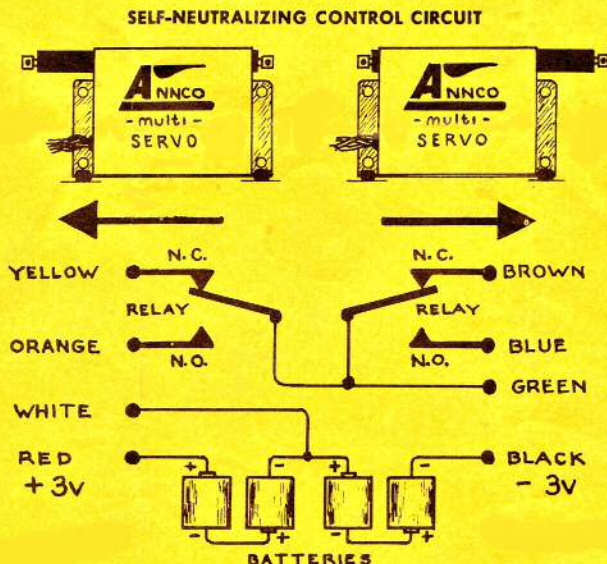 SELF-NEUTRALIZING CONTROL CIRCUIT
ANNCO
- multi -
SERVO
ANNCO
- multi -
SERVO
N.C.
N.C.
YELLOW
BROWN
RELAY
RELAY
ORANGE
N.O.
N.O.
BLUE
GREEN
WHITE
RED
+ 3V
BLACK
- 3V
+
-
+
-
-
+
-
+
BATTERIES